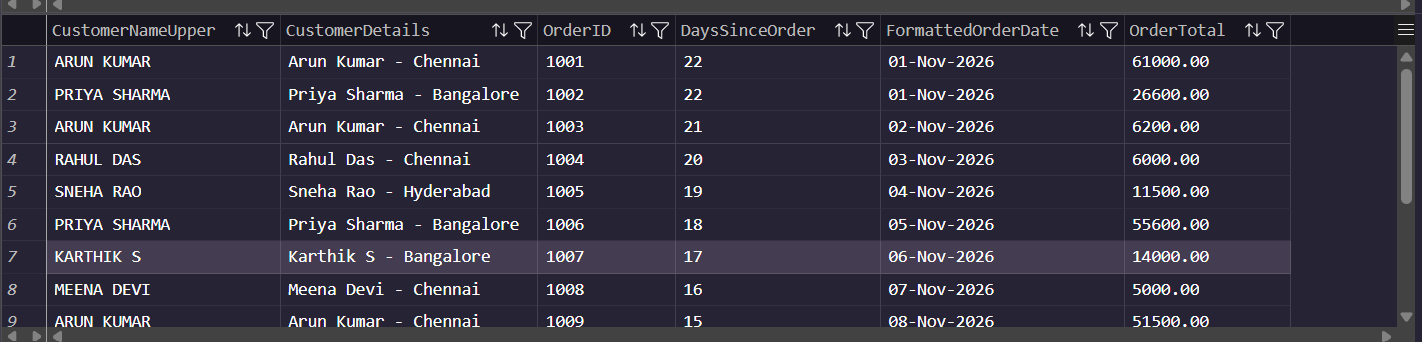 CustomerNameUpper CustomerDetails OrderID DaysSinceOrder FormattedOrderDate OrderTotal
1 ARUN KUMAR Arun Kumar - Chennai 1001 22 01-Nov-2026 61000.00
2 PRIYA SHARMA Priya Sharma - Bangalore 1002 22 01-Nov-2026 26600.00
3 ARUN KUMAR Arun Kumar - Chennai 1003 21 02-Nov-2026 6200.00
4 RAHUL DAS Rahul Das - Chennai 1004 20 03-Nov-2026 6000.00
5 SNEHA RAO Sneha Rao - Hyderabad 1005 19 04-Nov-2026 11500.00
6 PRIYA SHARMA Priya Sharma - Bangalore 1006 18 05-Nov-2026 55600.00
7 KARTHIK S Karthik S - Bangalore 1007 17 06-Nov-2026 14000.00
8 MEENA DEVI Meena Devi - Chennai 1008 16 07-Nov-2026 5000.00
9 ARUN KUMAR Arun Kumar - Chennai 1009 15 08-Nov-2026 51500.00